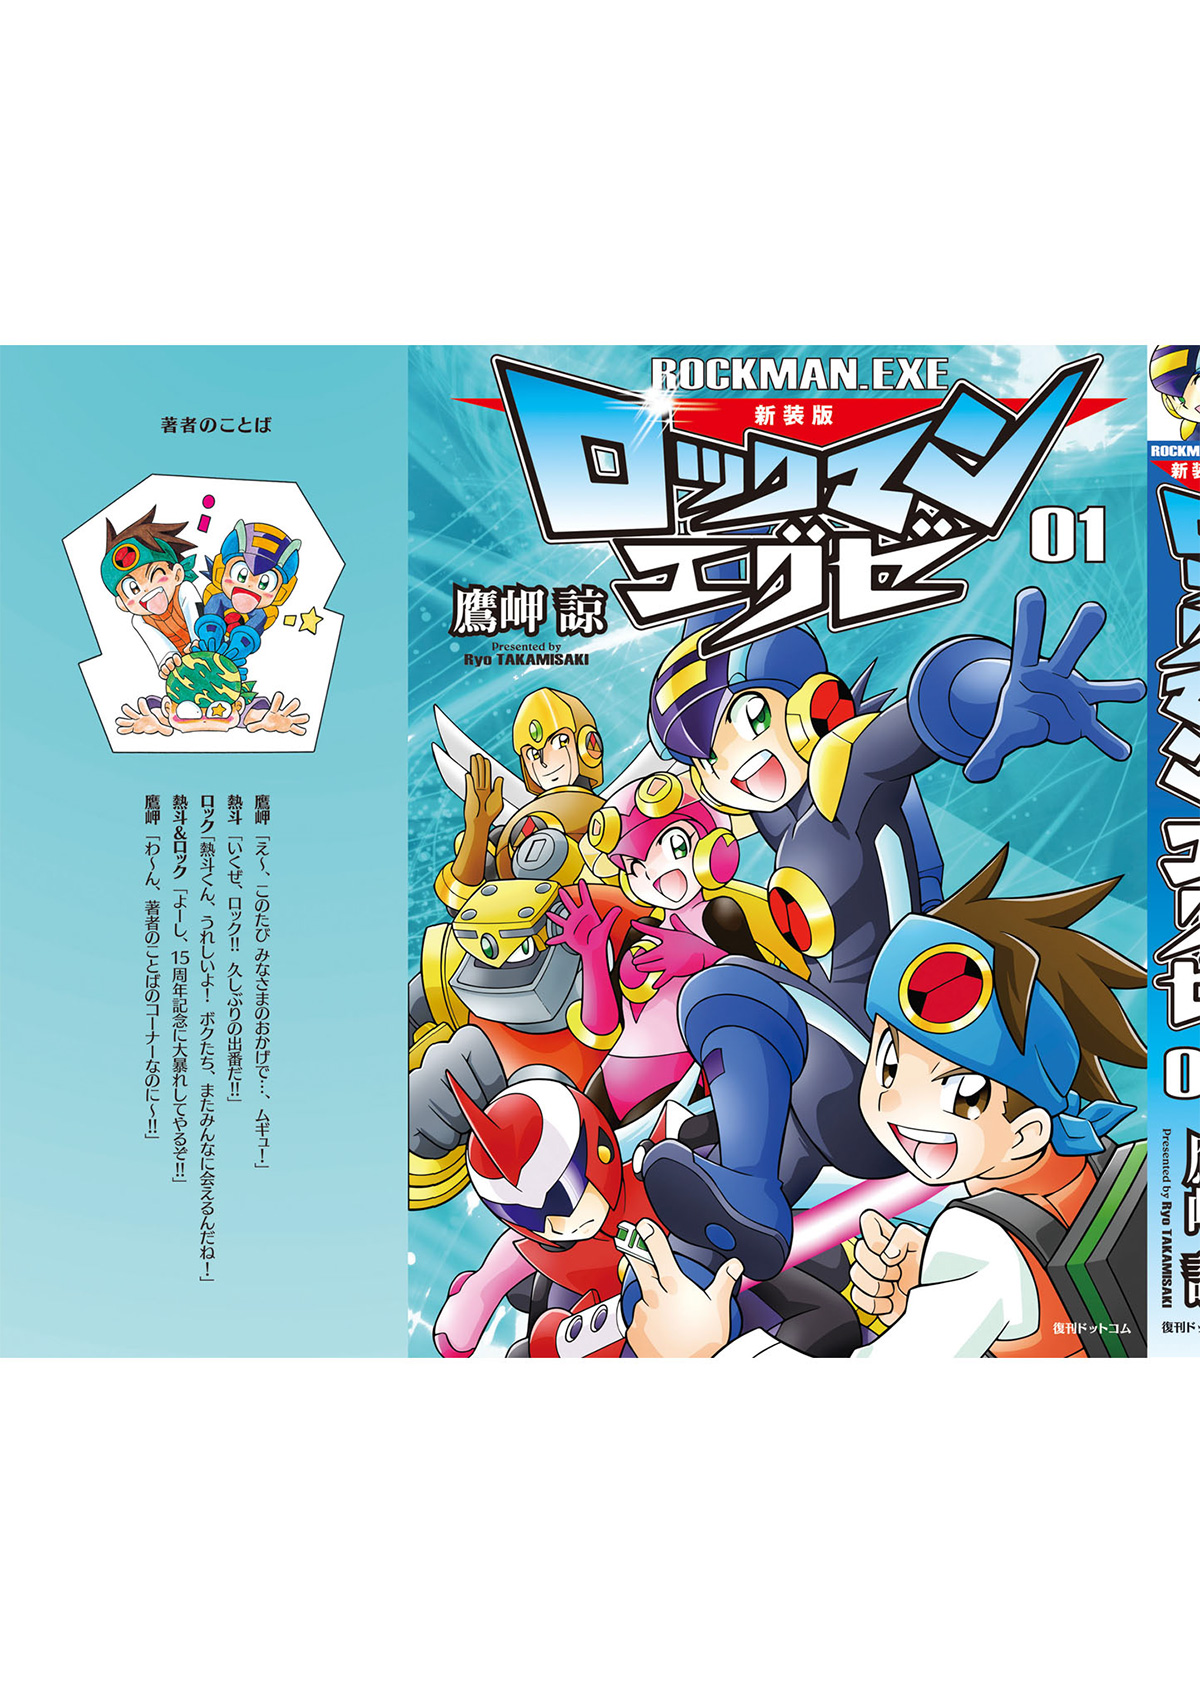 著者のことば
鷹岬「え〜、このたび みなさまのおかげで…、ムギュ！」
熱斗「いくぜ、ロック!! 久しぶりの出番だ!!」
ロック「熱斗くん、うれしいよ！ ボクたち、またみんなに会えるんだね！」
熱斗＆ロック「よーし、15周年記念に大暴れしてやるぞ!!」
鷹岬「わ〜ん、著者のことばのコーナーなのに〜!!」
ROCKMAN.EXE
新装版
ロックマン
エグゼ
01
鷹岬 諒
Presented by
Ryo TAKAMISAKI
復刊ドットコム
ROCKM
新装
Presented by Ryo TAKAMISAKI
復刊ド